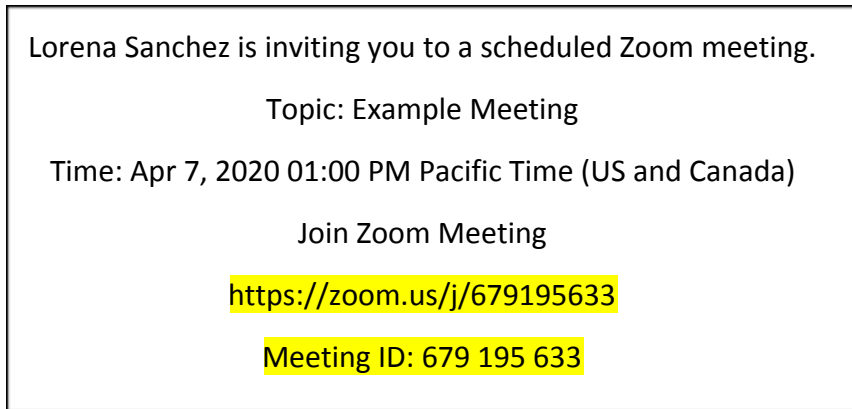 Lorena Sanchez is inviting you to a scheduled Zoom meeting.
Topic: Example Meeting
Time: Apr 7, 2020 01:00 PM Pacific Time (US and Canada)
Join Zoom Meeting
https://zoom.us/j/679195633
Meeting ID: 679 195 633